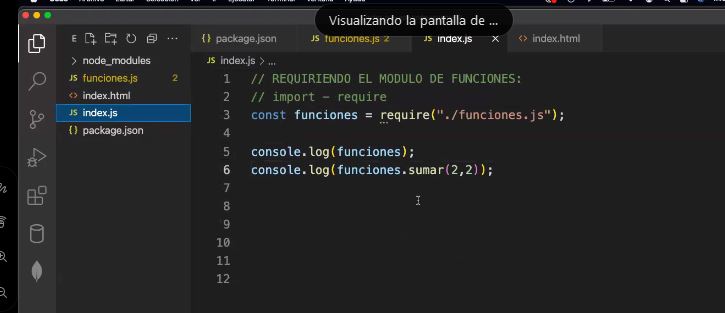 Visualizando la pantalla de ...
E
package.json
funciones.js 2
index.js
index.html
node_modules
JS funciones.js 2
<> index.html
JS index.js
{} package.json
JS index.js > ...
1 // REQUIRIENDO EL MODULO DE FUNCIONES:
2 // import - require
3 const funciones = require("./funciones.js");
4
5 console.log(funciones);
6 console.log(funciones.sumar(2,2));
7
8
9
10
11
12